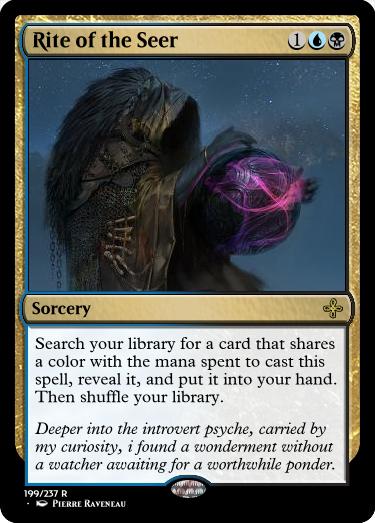 Rite of the Seer 1
Sorcery
Search your library for a card that shares
a color with the mana spent to cast this
spell, reveal it, and put it into your hand.
Then shuffle your library.
Deeper into the introvert psyche, carried by
my curiosity, i found a wonderment without
a watcher awaiting for a worthwhile ponder.
199/237 R
· Pierre Raveneau